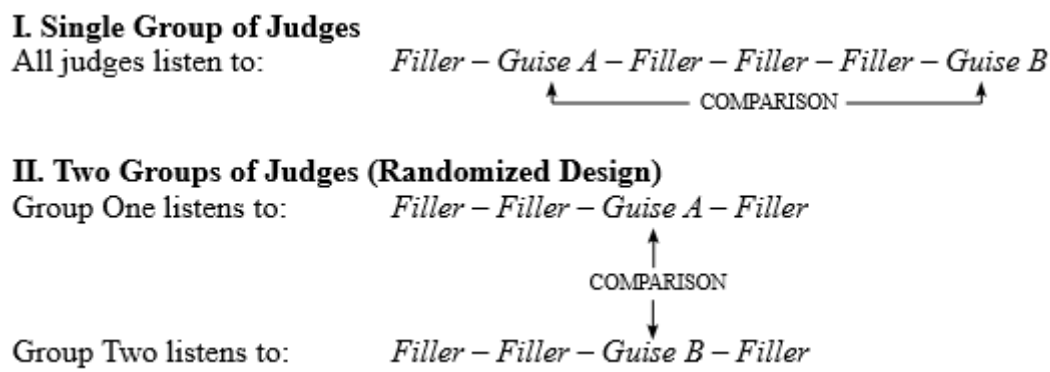 I. Single Group of Judges
All judges listen to: Filler – Guise A – Filler – Filler – Filler – Guise B
COMPARISON
II. Two Groups of Judges (Randomized Design)
Group One listens to: Filler – Filler – Guise A – Filler
COMPARISON
Group Two listens to: Filler – Filler – Guise B – Filler